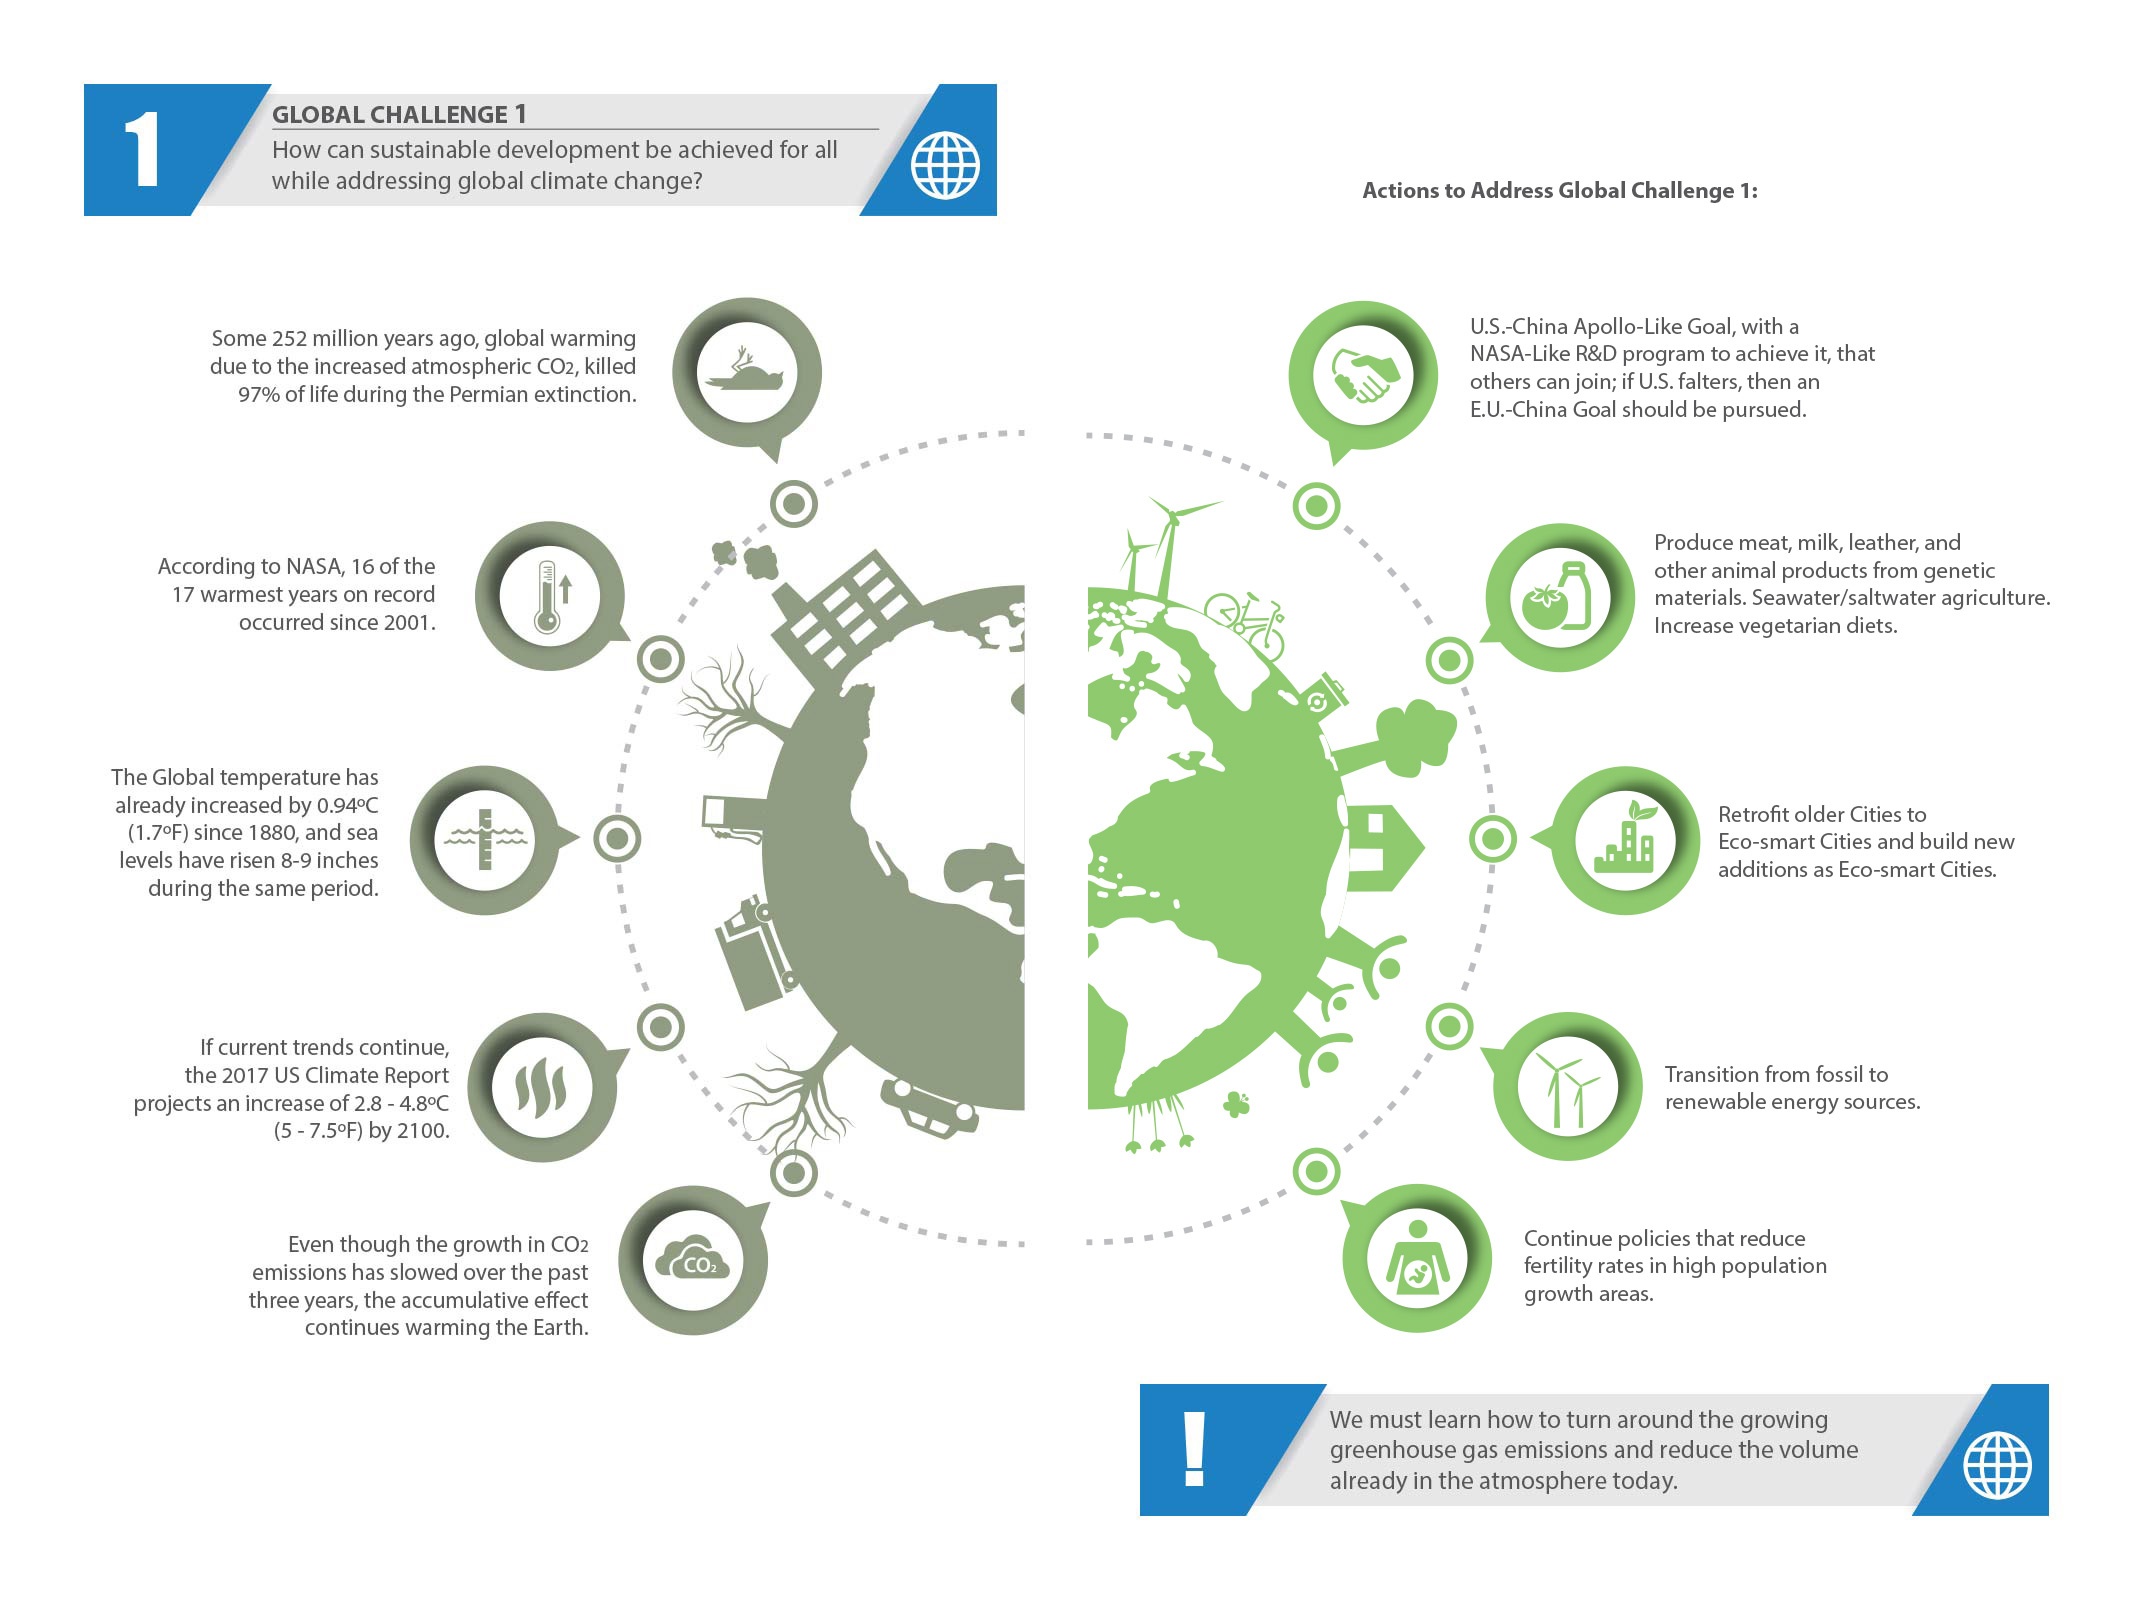 1
GLOBAL CHALLENGE 1
How can sustainable development be achieved for all
while addressing global climate change?
Some 252 million years ago, global warming
due to the increased atmospheric CO2, killed
97% of life during the Permian extinction.
According to NASA, 16 of the
17 warmest years on record
occurred since 2001.
The Global temperature has
already increased by 0.94ºC
(1.7ºF) since 1880, and sea
levels have risen 8-9 inches
during the same period.
If current trends continue,
the 2017 US Climate Report
projects an increase of 2.8 - 4.8ºC
(5 - 7.5ºF) by 2100.
Even though the growth in CO2
emissions has slowed over the past
three years, the accumulative effect
continues warming the Earth.
CO2
Actions to Address Global Challenge 1:
U.S.-China Apollo-Like Goal, with a
NASA-Like R&D program to achieve it, that
others can join; if U.S. falters, then an
E.U.-China Goal should be pursued.
Produce meat, milk, leather, and
other animal products from genetic
materials. Seawater/saltwater agriculture.
Increase vegetarian diets.
Retrofit older Cities to
Eco-smart Cities and build new
additions as Eco-smart Cities.
Transition from fossil to
renewable energy sources.
Continue policies that reduce
fertility rates in high population
growth areas.
!
We must learn how to turn around the growing
greenhouse gas emissions and reduce the volume
already in the atmosphere today.